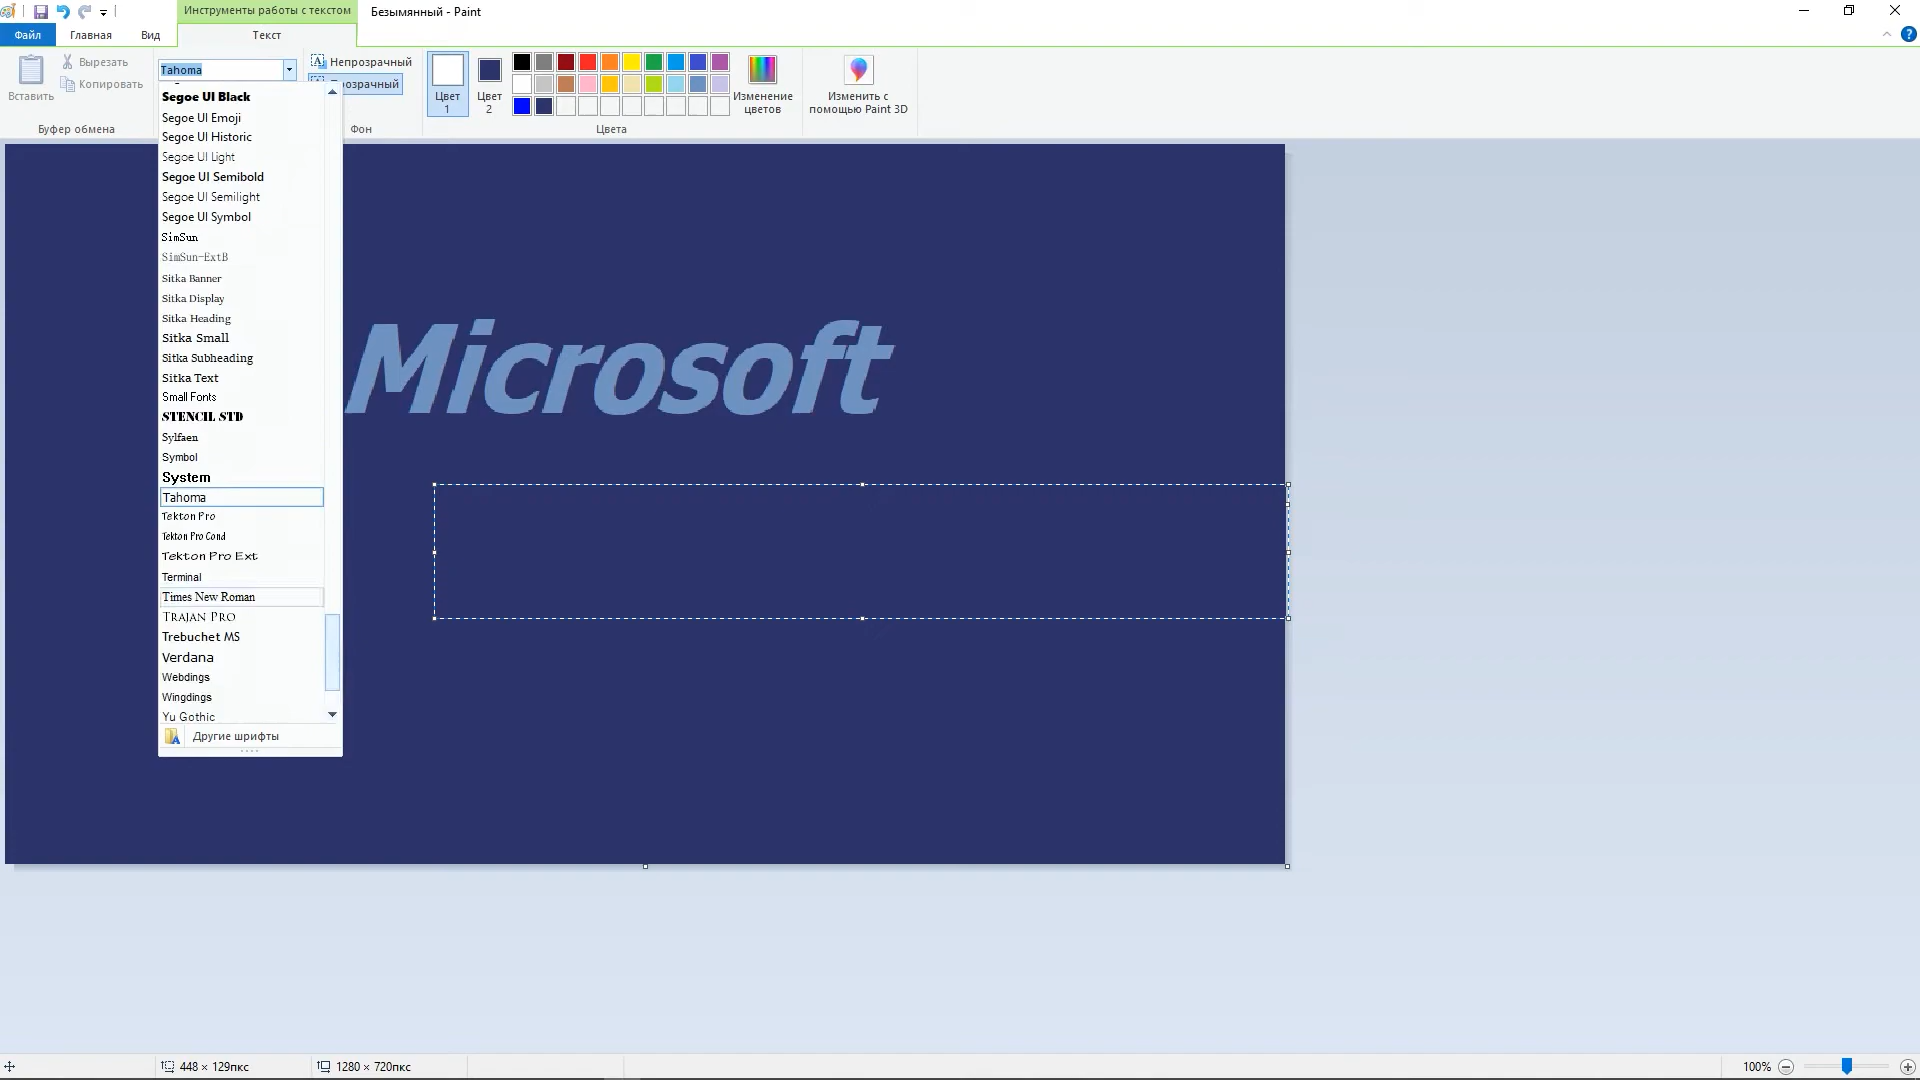 Инструменты работы с текстом
Безымянный - Paint
Файл
Главная
Вид
Текст
Вставить
Вырезать
Копировать
Буфер обмена
Tahoma
Непрозрачный
Фон
Цвет 1
Цвет 2
Цвета
Изменение цветов
Изменить с помощью Paint 3D
Segoe UI Black
Segoe UI Emoji
Segoe UI Historic
Segoe UI Light
Segoe UI Semibold
Segoe UI Semilight
Segoe UI Symbol
SimSun
SimSun-ExtB
Sitka Banner
Sitka Display
Sitka Heading
Sitka Small
Sitka Subheading
Sitka Text
Small Fonts
STENCIL STD
Sylfaen
Symbol
System
Tahoma
Tekton Pro
Tekton Pro Cond
Tekton Pro Ext
Terminal
Times New Roman
TRAJAN PRO
Trebuchet MS
Verdana
Webdings
Wingdings
Yu Gothic
Другие шрифты
Microsoft
448 × 129пкс
1280 × 720пкс
100%